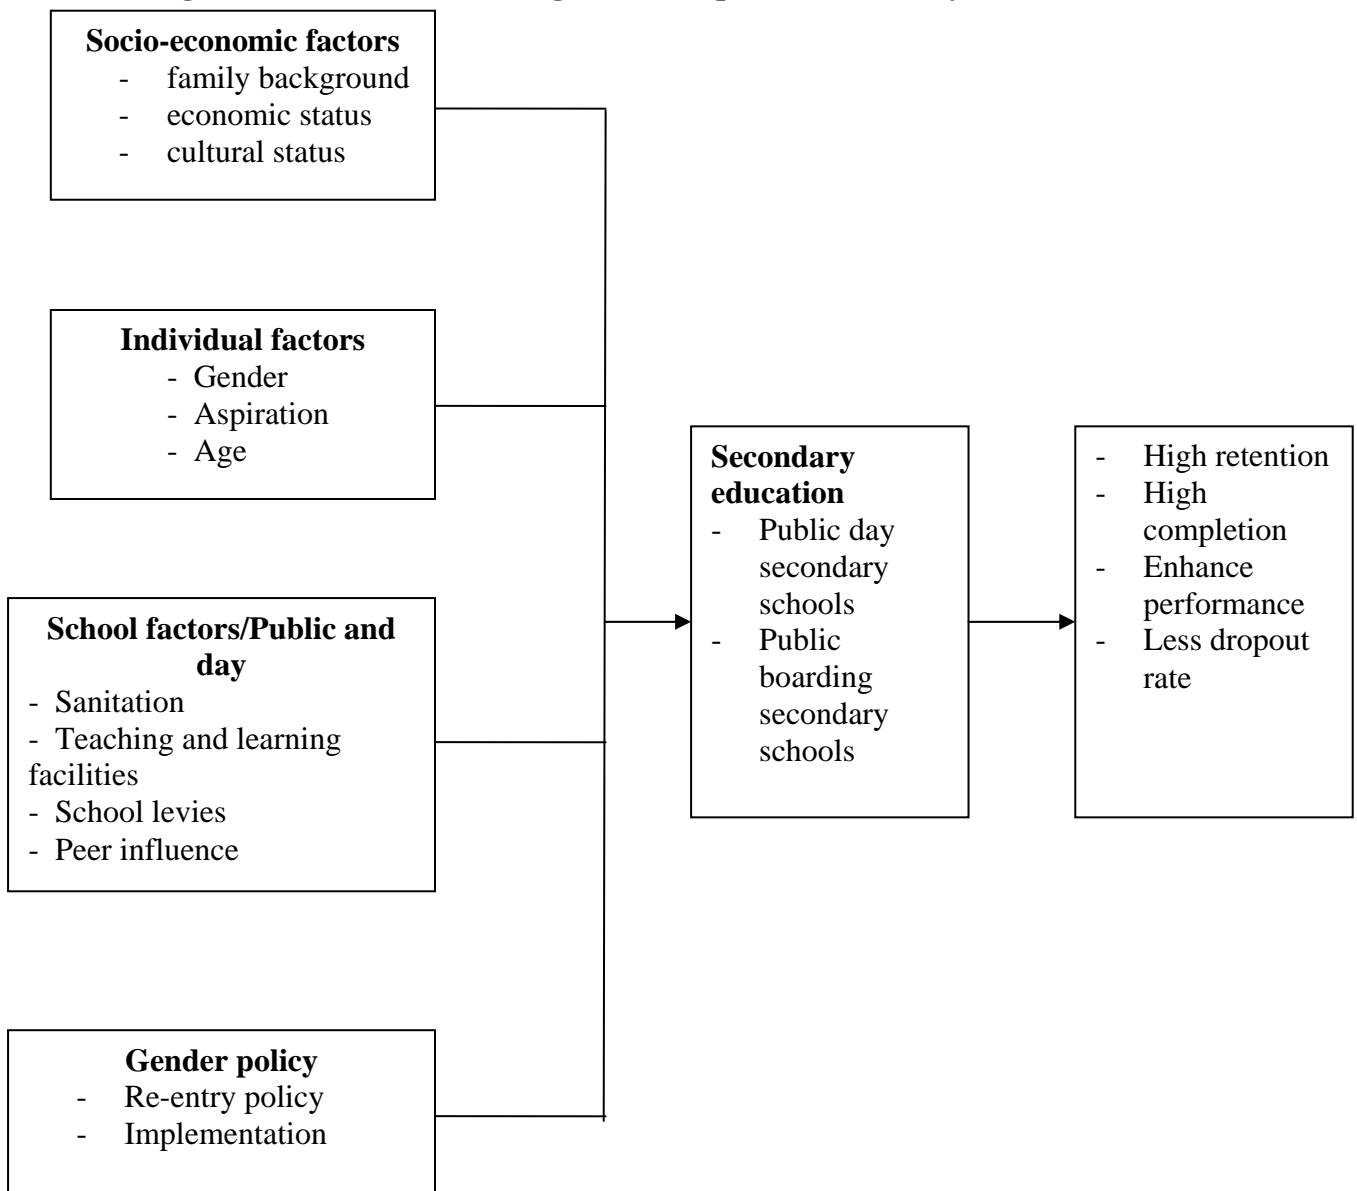 Socio-economic factors
- family background
- economic status
- cultural status
Individual factors
- Gender
- Aspiration
- Age
School factors/Public and
day
- Sanitation
- Teaching and learning
facilities
- School levies
- Peer influence
Gender policy
- Re-entry policy
- Implementation
Secondary
education
- Public day
secondary
schools
- Public
boarding
secondary
schools
- High retention
- High
completion
- Enhance
performance
- Less dropout
rate